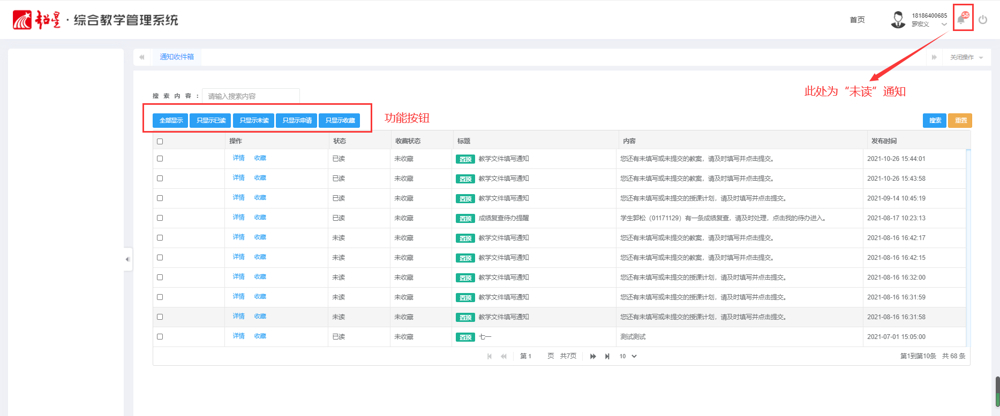 超星·综合教学管理系统
首页
18186400685
罗宏义
58
通知收件箱
关闭操作
此处为“未读”通知
搜 索 内 容 : 请输入搜索内容
全部显示 只显示已读 只显示未读 只显示申请 只显示收藏
功能按钮
搜索 重置
操作 状态 收藏状态 标题 内容 发布时间
详情 收藏 已读 未收藏 置顶 教学文件填写通知 您还有未填写或未提交的教案，请及时填写并点击提交。 2021-10-26 15:44:01
详情 收藏 已读 未收藏 置顶 教学文件填写通知 您还有未填写或未提交的教案，请及时填写并点击提交。 2021-10-26 15:43:58
详情 收藏 已读 未收藏 置顶 教学文件填写通知 您还有未填写或未提交的授课计划，请及时填写并点击提交。 2021-09-14 10:45:19
详情 收藏 已读 未收藏 置顶 成绩复查待办提醒 学生郭松（01171129）有一条成绩复查，请及时处理，点击我的待办进入。 2021-08-17 10:23:13
详情 收藏 未读 未收藏 置顶 教学文件填写通知 您还有未填写或未提交的教案，请及时填写并点击提交。 2021-08-16 16:42:17
详情 收藏 未读 未收藏 置顶 教学文件填写通知 您还有未填写或未提交的教案，请及时填写并点击提交。 2021-08-16 16:42:15
详情 收藏 未读 未收藏 置顶 教学文件填写通知 您还有未填写或未提交的授课计划，请及时填写并点击提交。 2021-08-16 16:32:00
详情 收藏 未读 未收藏 置顶 教学文件填写通知 您还有未填写或未提交的授课计划，请及时填写并点击提交。 2021-08-16 16:31:59
详情 收藏 未读 未收藏 置顶 教学文件填写通知 您还有未填写或未提交的授课计划，请及时填写并点击提交。 2021-08-16 16:31:58
详情 收藏 已读 未收藏 置顶 七一 测试测试 2021-07-01 15:05:00
第 1 页 共7页 10 第1到第10条 共 68 条